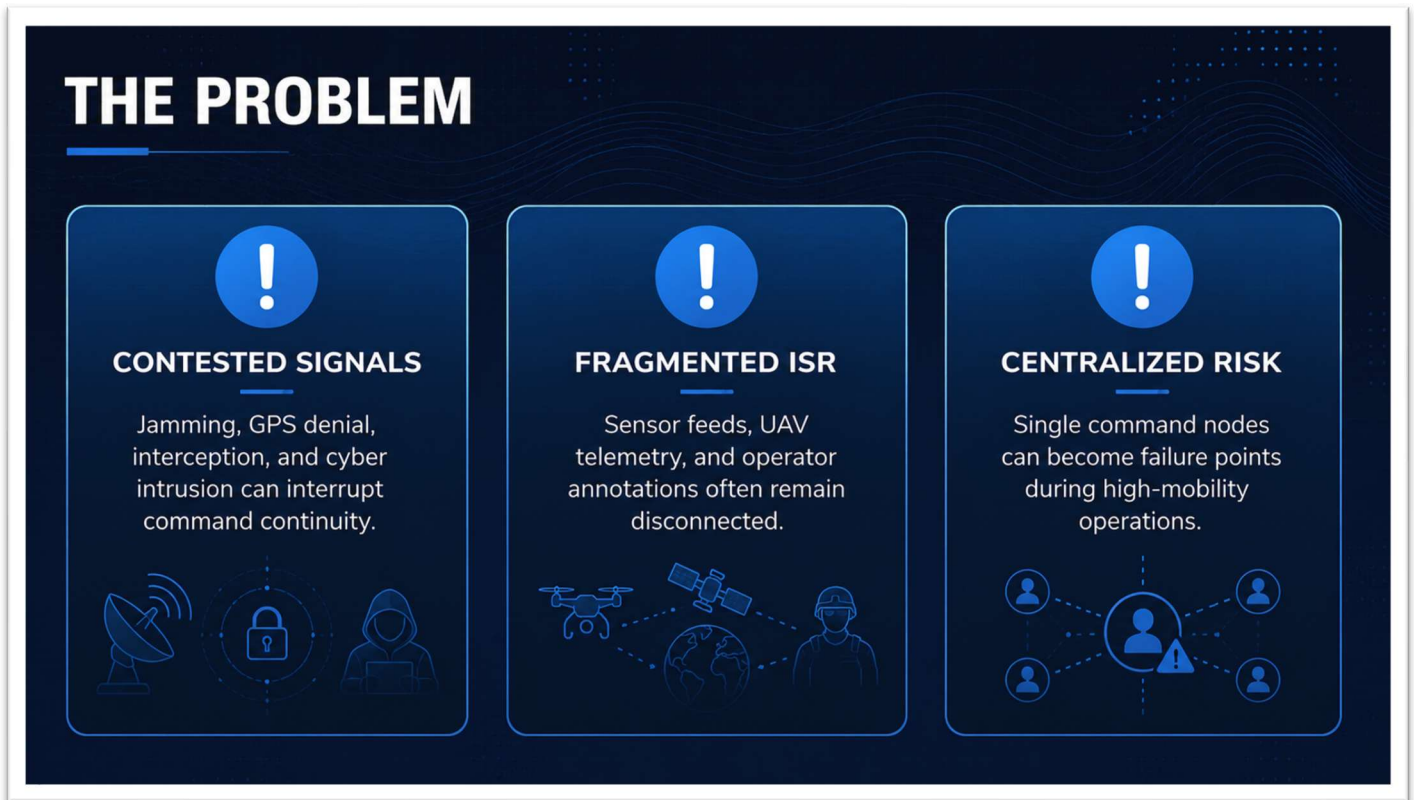 THE PROBLEM
CONTESTED SIGNALS
Jamming, GPS denial,
interception, and cyber
intrusion can interrupt
command continuity.
FRAGMENTED ISR
Sensor feeds, UAV
telemetry, and operator
annotations often remain
disconnected.
CENTRALIZED RISK
Single command nodes
can become failure points
during high-mobility
operations.